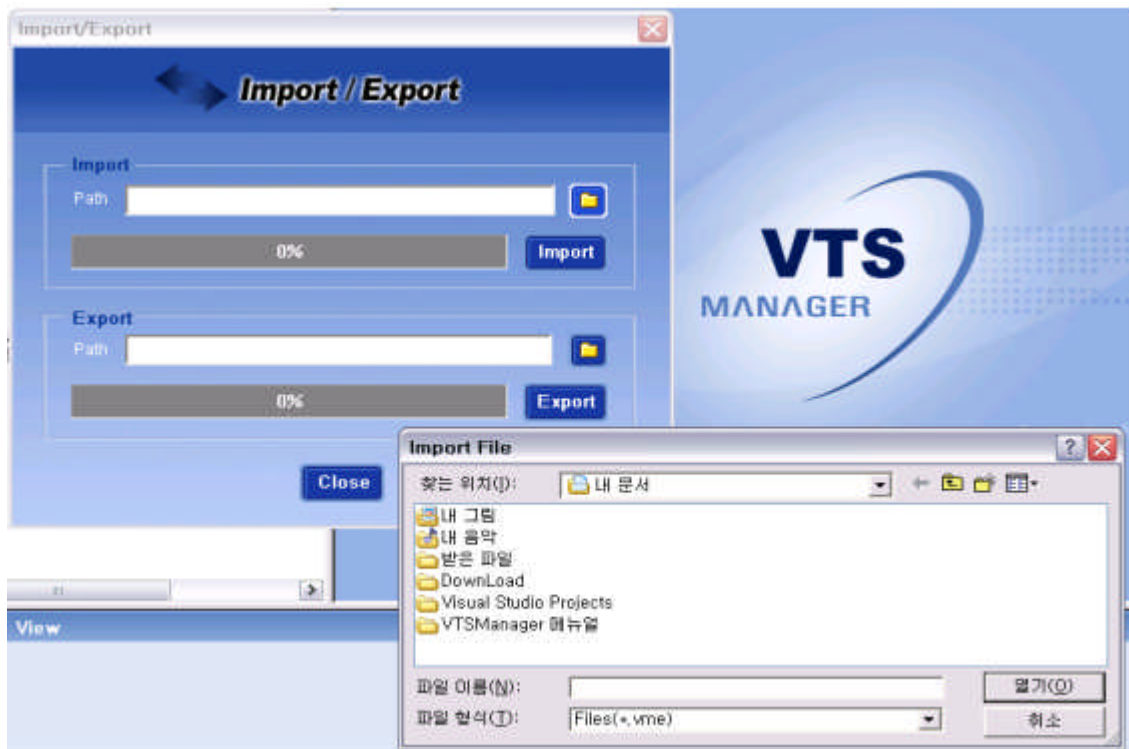 Import/Export
Import / Export
Import
Path
0%
Import
VTS
MANAGER
Export
Path
0%
Export
Close
Import File
찾는 위치(I):
내 문서
내 그림
내 음악
받은 파일
DownLoad
Visual Studio Projects
VTSManager 메뉴얼
View
파일 이름(N):
열기(O)
파일 형식(T):
Files(*.vme)
취소